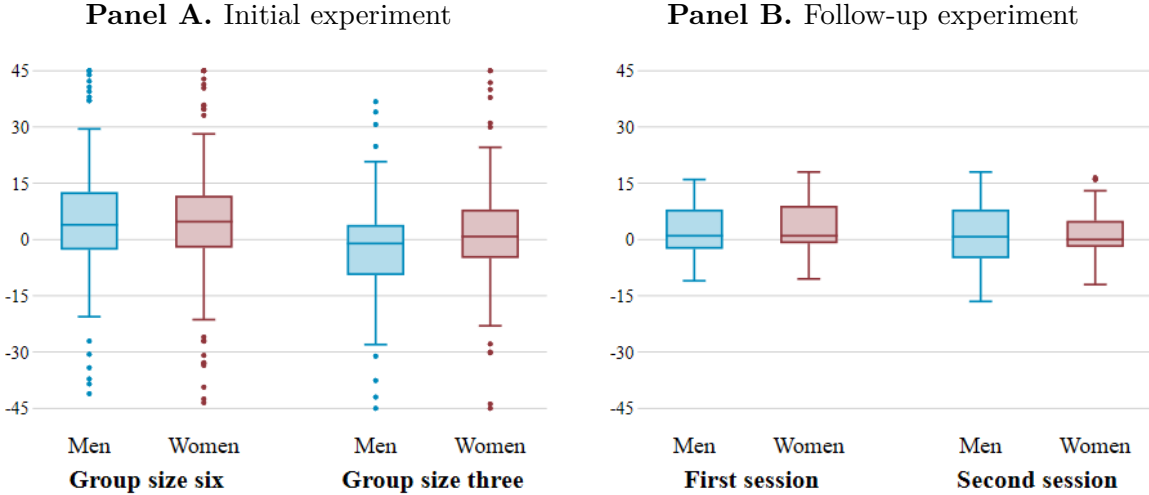 Panel A. Initial experiment
45
30
15
0
-15
-30
-45
Men Women Men Women
Group size six Group size three
Panel B. Follow-up experiment
45
30
15
0
-15
-30
-45
Men Women Men Women
First session Second session